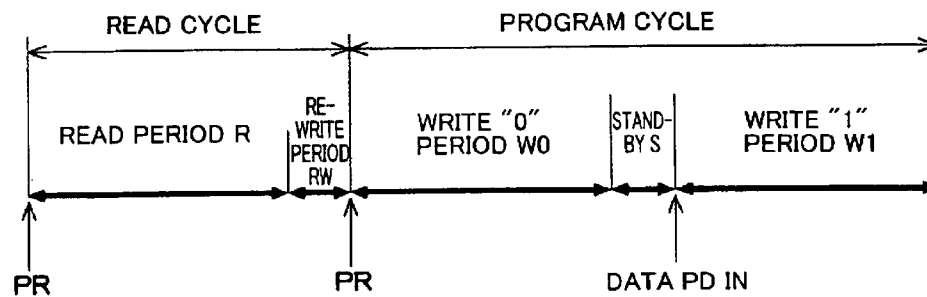 READ CYCLE
PROGRAM CYCLE
READ PERIOD R
RE-
WRITE
PERIOD
RW
WRITE "0"
PERIOD W0
STAND-
BY S
WRITE "1"
PERIOD W1
PR
PR
DATA PD IN